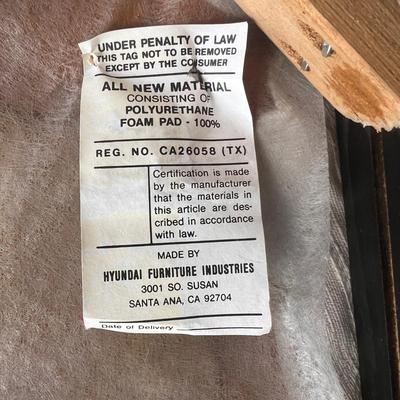 UNDER PENALTY OF LAW
THIS TAG NOT TO BE REMOVED
EXCEPT BY THE CONSUMER
ALL NEW MATERIAL
CONSISTING OF
POLYURETHANE
FOAM PAD - 100%
REG. NO. CA26058 (TX)
Certification is made
by the manufacturer
that the materials in
this article are des-
cribed in accordance
with law.
MADE BY
HYUNDAI FURNITURE INDUSTRIES
3001 SO. SUSAN
SANTA ANA, CA 92704
Date of Delivery